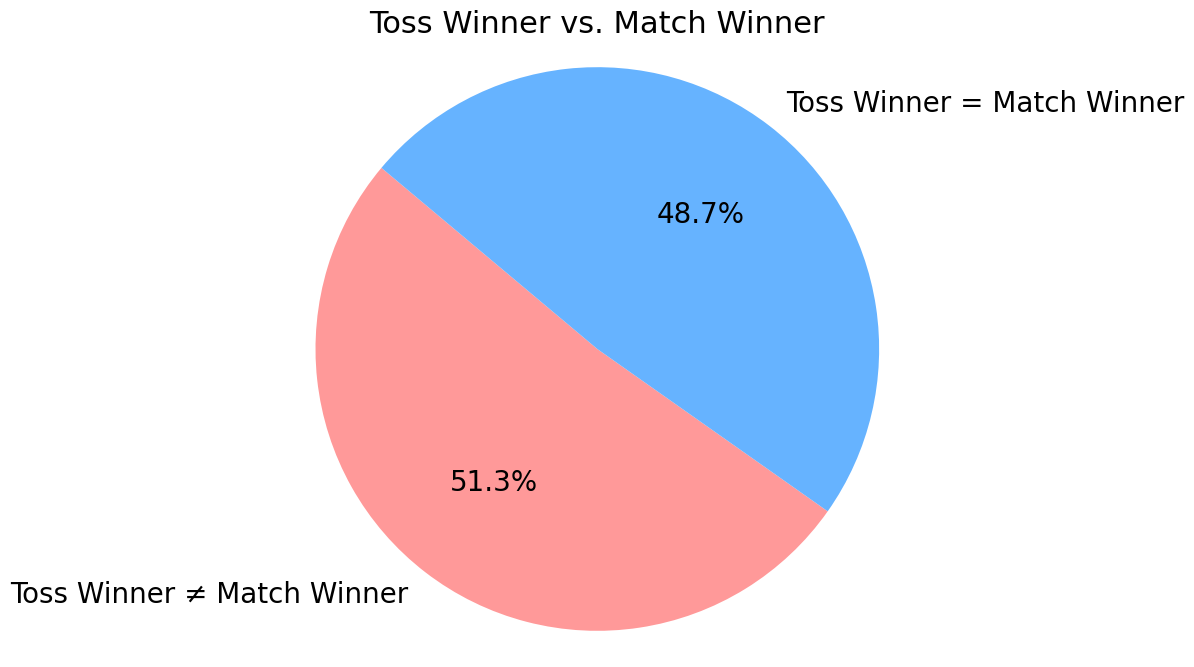 Toss Winner vs. Match Winner
Toss Winner = Match Winner
48.7%
51.3%
Toss Winner ≠ Match Winner